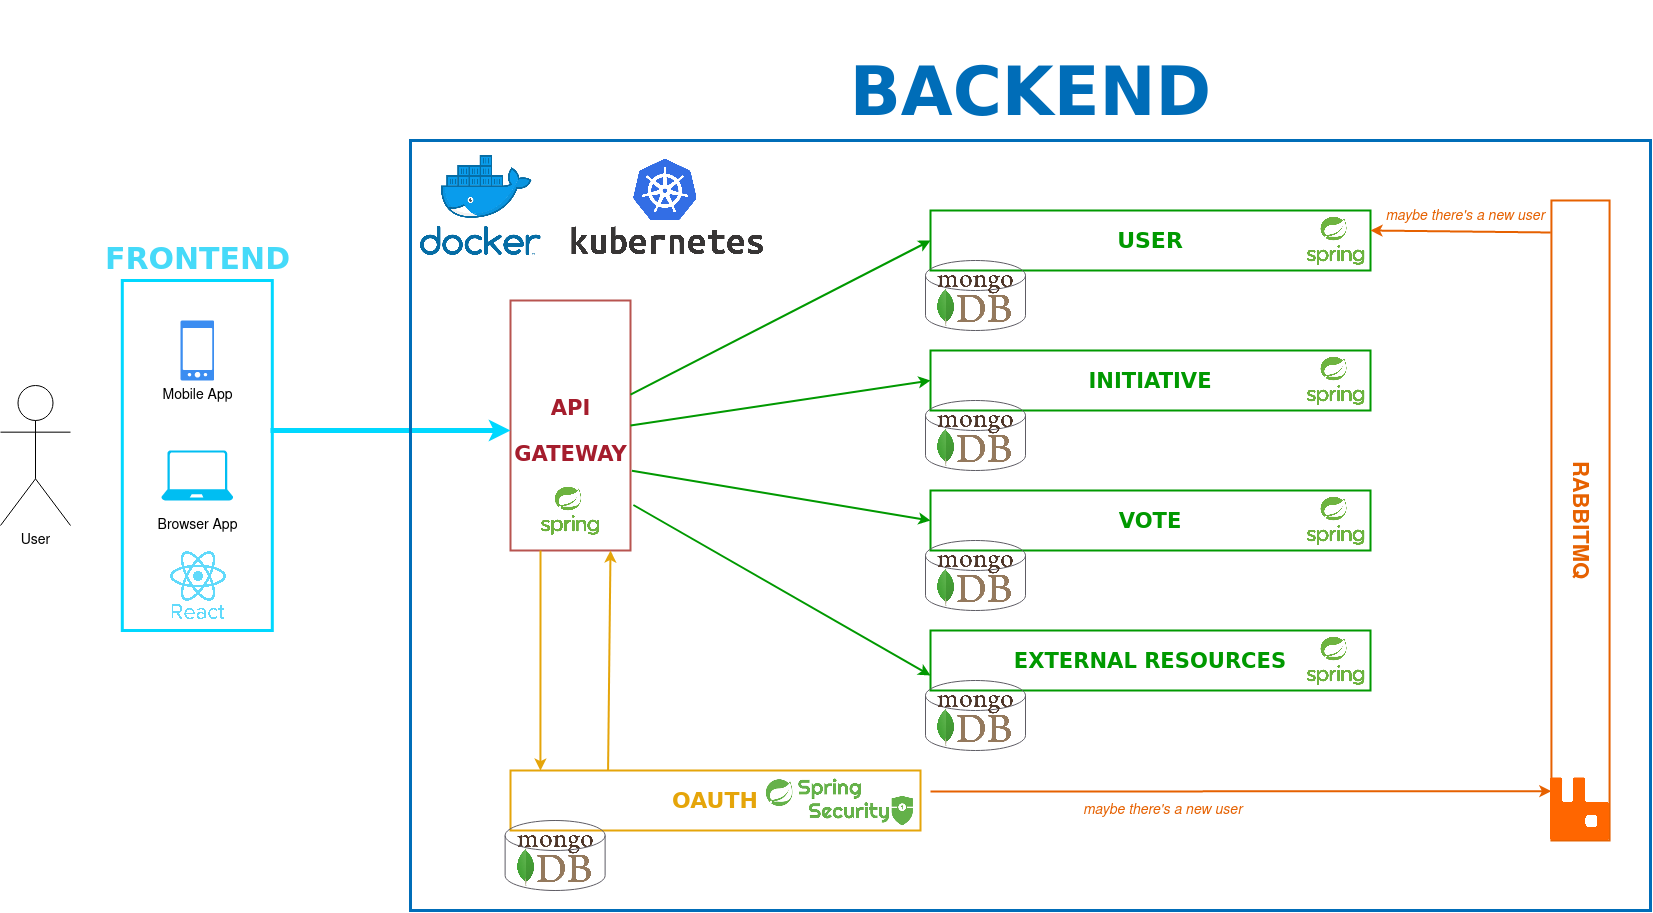 BACKEND
docker
kubernetes
FRONTEND
Mobile App
Browser App
React
User
API
GATEWAY
spring
USER
spring
mongo
DB
maybe there's a new user
INITIATIVE
spring
mongo
DB
VOTE
spring
mongo
DB
EXTERNAL RESOURCES
spring
mongo
DB
RABBITMQ
OAUTH
Spring
Security
mongo
DB
maybe there's a new user